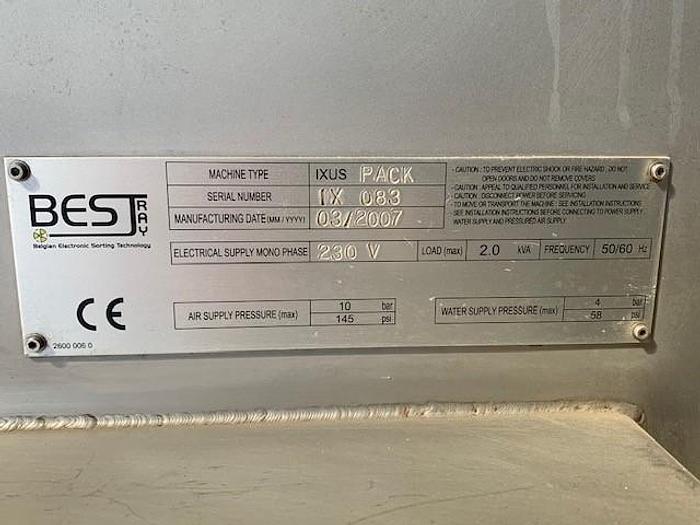 BEST
RAY
Belgian Electronic Sorting Technology
MACHINE TYPE IXUS PACK
SERIAL NUMBER IX 083
MANUFACTURING DATE (MM / YYYY) 03/2007
- CAUTION : TO PREVENT ELECTRIC SHOCK OR FIRE HAZARD , DO NOT
OPEN DOORS AND DO NOT REMOVE COVERS
- CAUTION : APPEAL TO QUALIFIED PERSONNEL FOR INSTALLATION AND SERVICE
- CAUTION : DISCONNECT POWER BEFORE SERVICING
- TO MOVE OR TRANSPORT THE MACHINE : SEE INSTALLATION INSTRUCTIONS
- SEE INSTALLATION INSTRUCTIONS BEFORE CONNECTING TO POWER SUPPLY,
WATER SUPPLY AND PRESSURED AIR SUPPLY
ELECTRICAL SUPPLY MONO PHASE 230 V LOAD (max) 2.0 kVA FREQUENCY 50/60 Hz
CE
AIR SUPPLY PRESSURE (max) 10 bar
145 psi
WATER SUPPLY PRESSURE (max) 4 bar
58 psi
2600 006 0